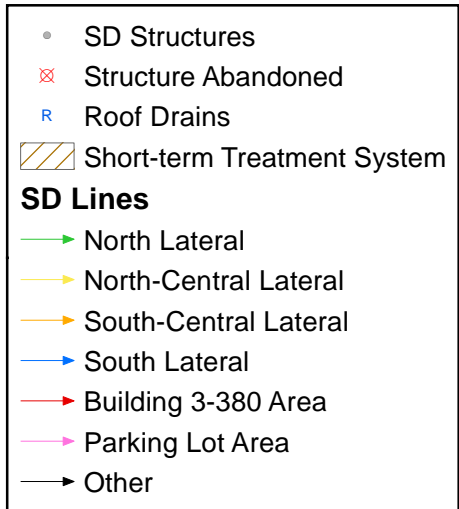 SD Structures
Structure Abandoned
R Roof Drains
Short-term Treatment System
SD Lines
North Lateral
North-Central Lateral
South-Central Lateral
South Lateral
Building 3-380 Area
Parking Lot Area
Other